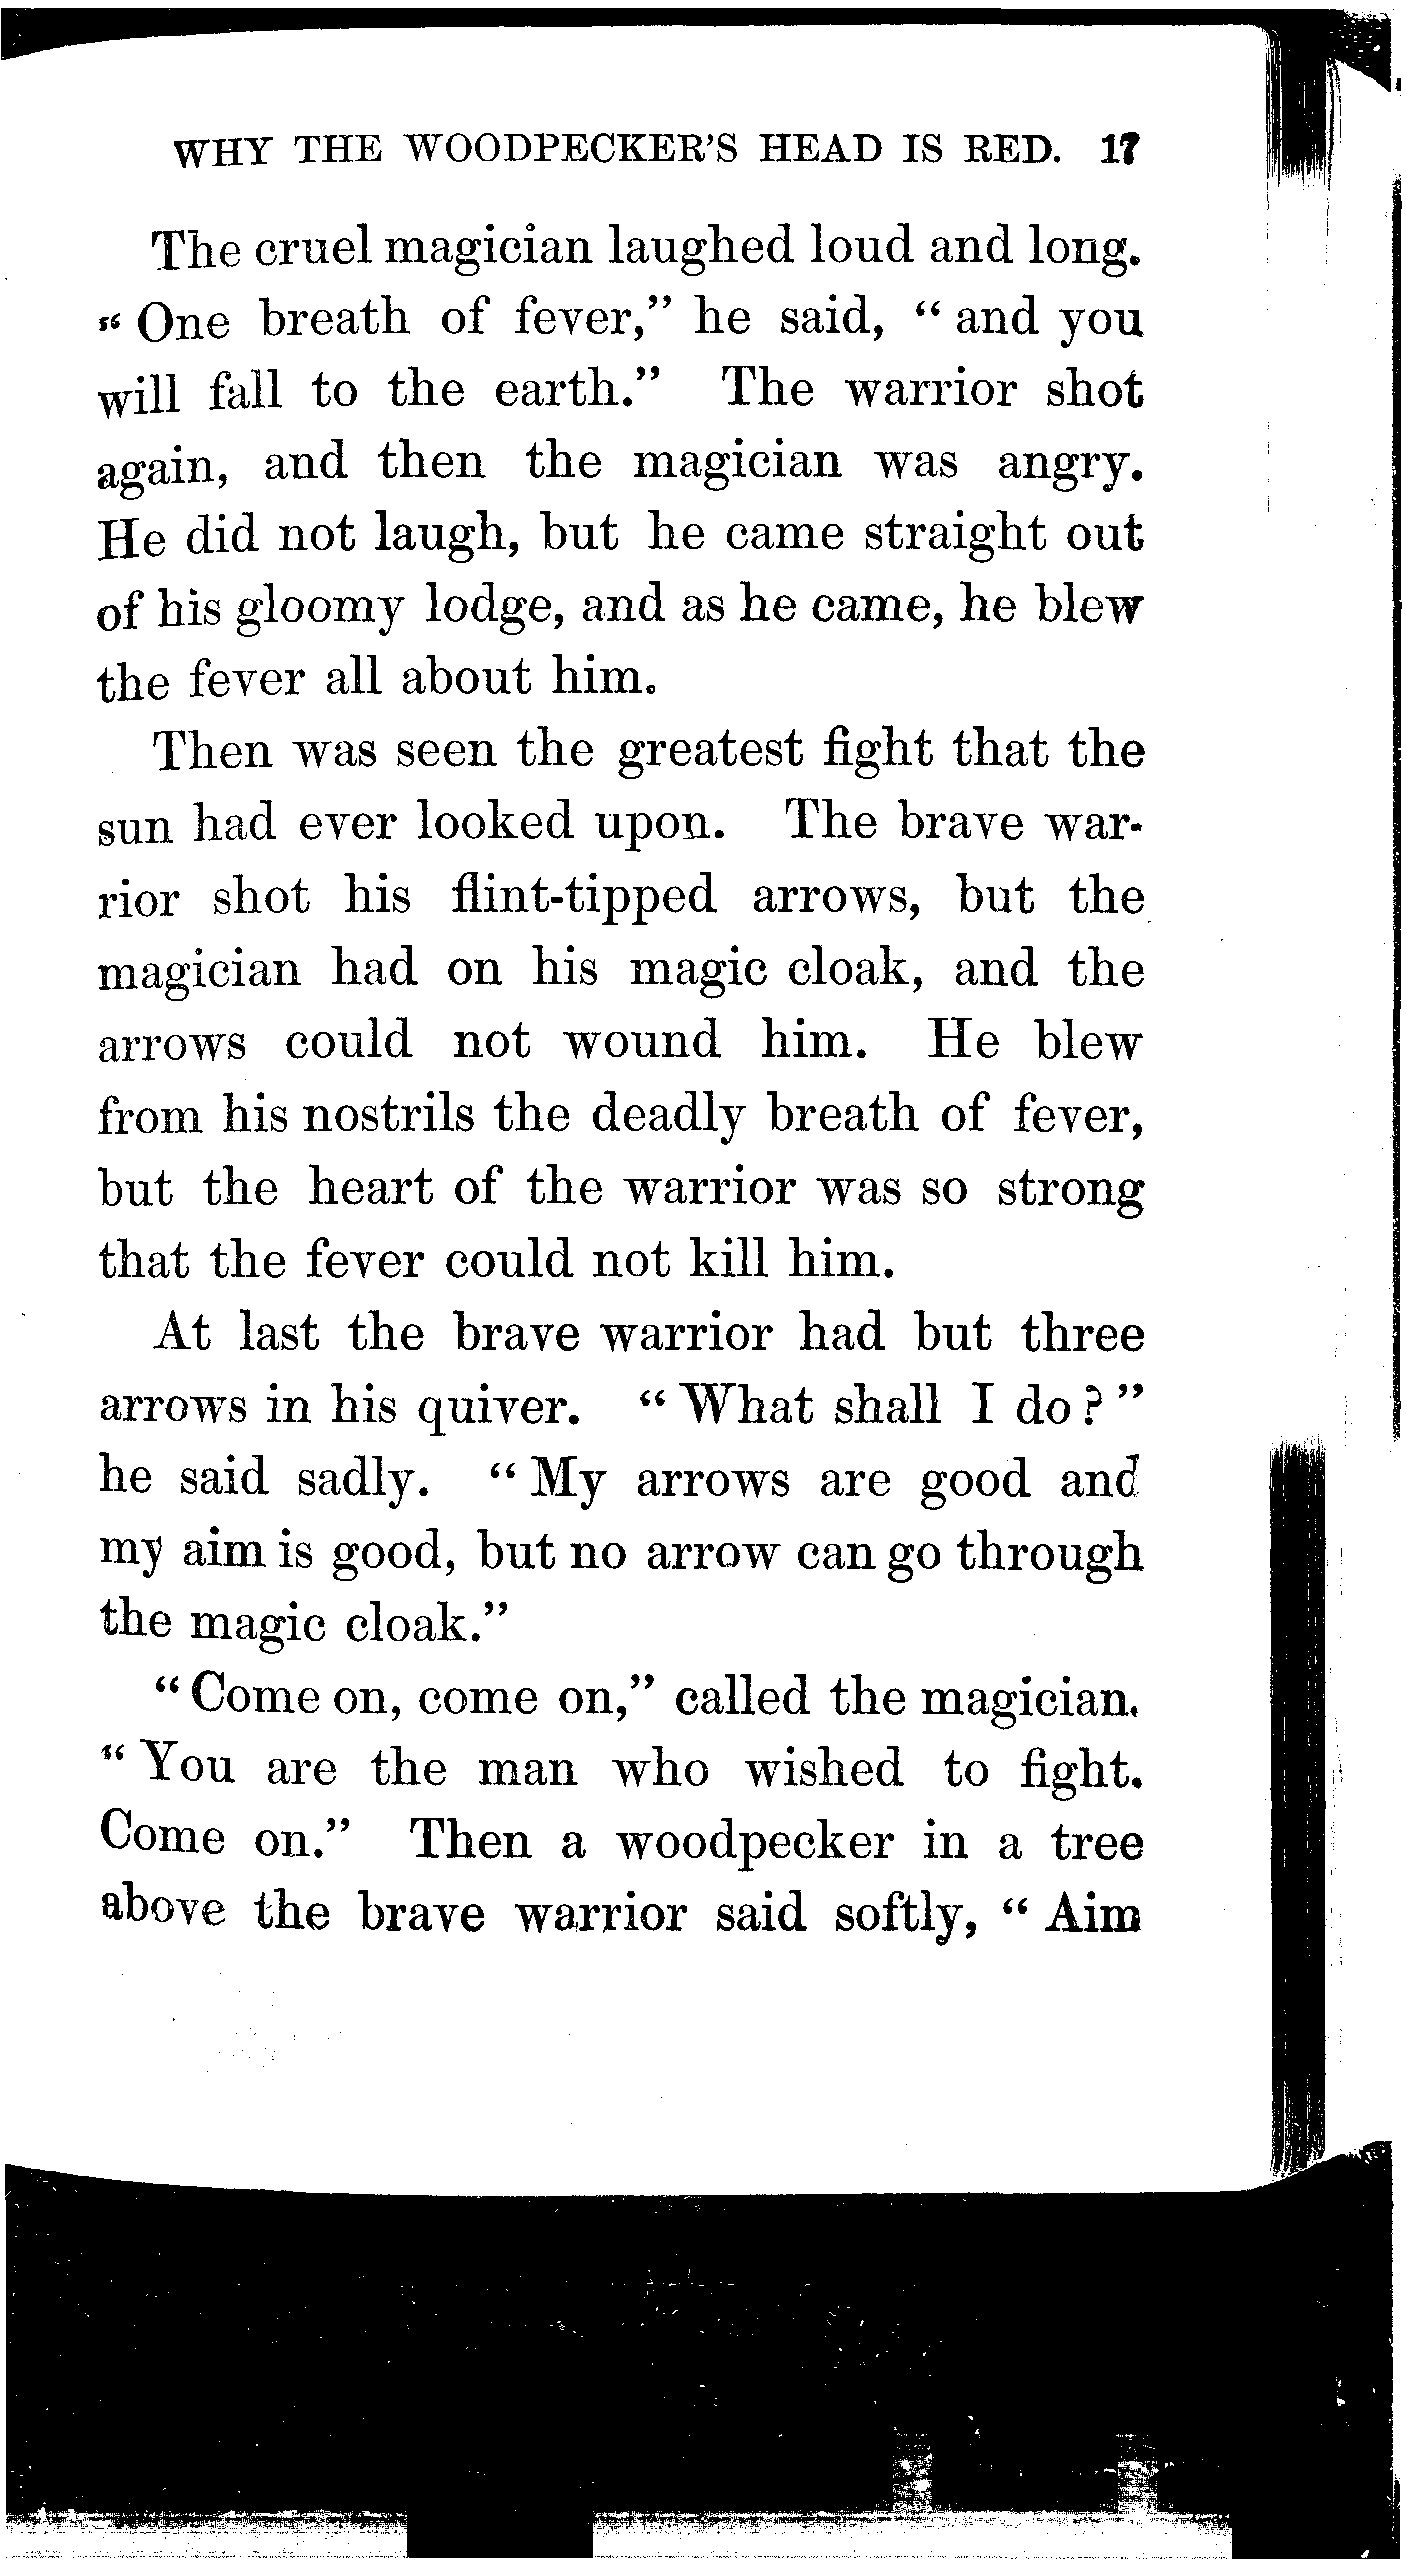 WHY THE WOODPECKER'S HEAD IS RED. 17
The cruel magician laughed loud and long.
"One breath of fever," he said, "and you
will fall to the earth." The warrior shot
again, and then the magician was angry.
He did not laugh, but he came straight out
of his gloomy lodge, and as he came, he blew
the fever all about him.
Then was seen the greatest fight that the
sun had ever looked upon. The brave war-
rior shot his flint-tipped arrows, but the
magician had on his magic cloak, and the
arrows could not wound him. He blew
from his nostrils the deadly breath of fever,
but the heart of the warrior was so strong
that the fever could not kill him.
At last the brave warrior had but three
arrows in his quiver. "What shall I do?"
he said sadly. "My arrows are good and
my aim is good, but no arrow can go through
the magic cloak."
"Come on, come on," called the magician.
"You are the man who wished to fight.
Come on." Then a woodpecker in a tree
above the brave warrior said softly, "Aim